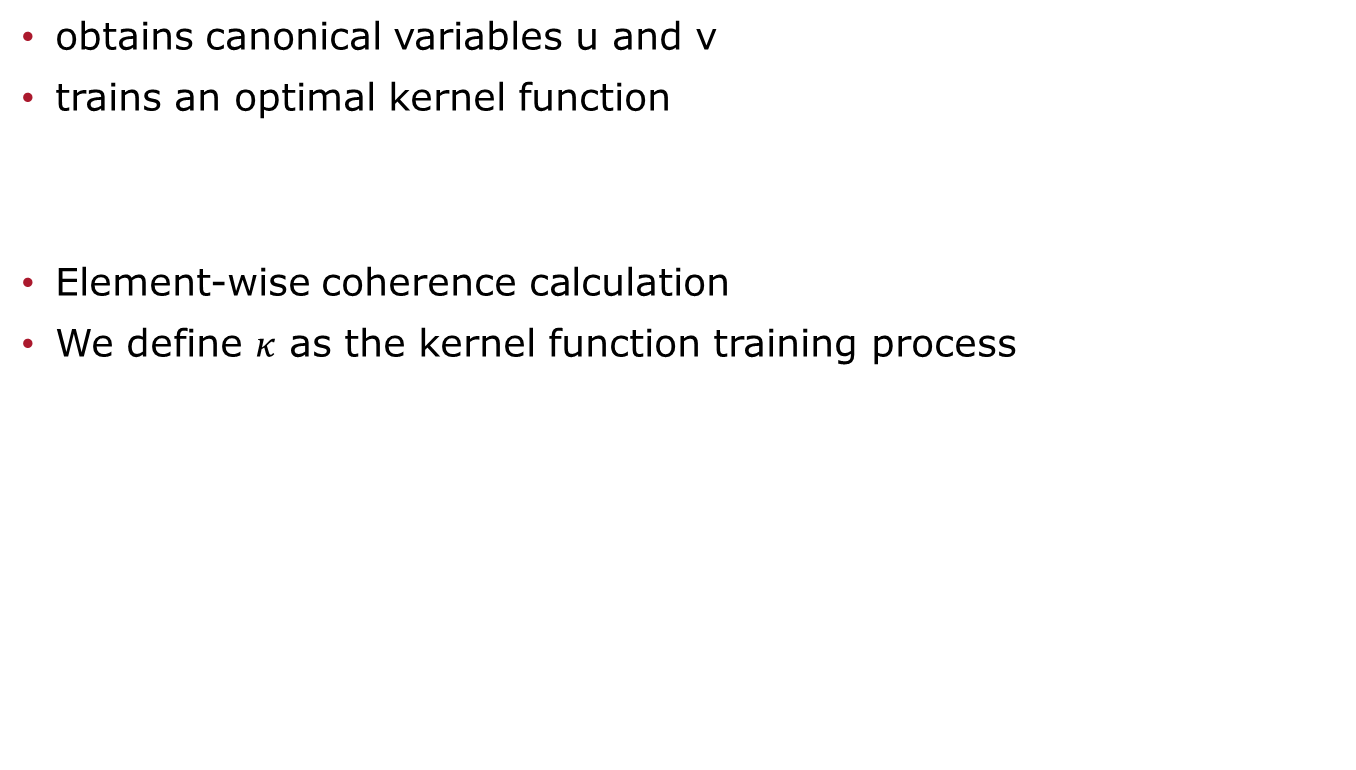 • obtains canonical variables u and v
• trains an optimal kernel function
• Element-wise coherence calculation
• We define 𝜅 as the kernel function training process